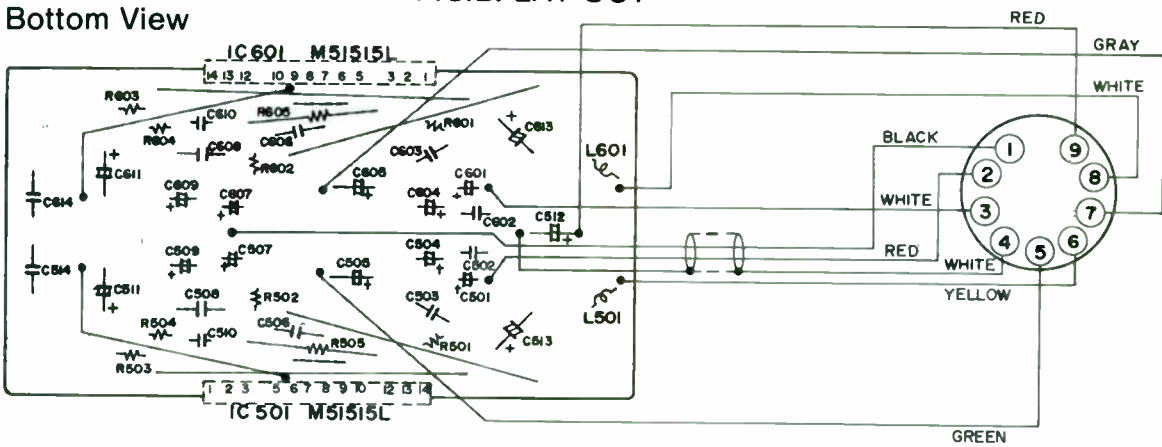 Bottom View
IC601 M51515L
14 13 12 10 9 8 7 6 5 3 2 1
RED
GRAY
WHITE
BLACK
WHITE
RED
WHITE
YELLOW
GREEN
1
2
3
4
5
6
7
8
9
R603
C610
R605
R604
C608
C606
R602
R601
C613
C603
L601
C611
C614
C609
C607
C605
C604
C601
C602
C512
C509
C507
C505
C504
C502
C501
C514
C511
C508
R502
C503
L501
R504
C510
C506
R505
R501
C513
R503
1 2 3 5 6 7 8 9 10 12 13 14
IC501 M51515L